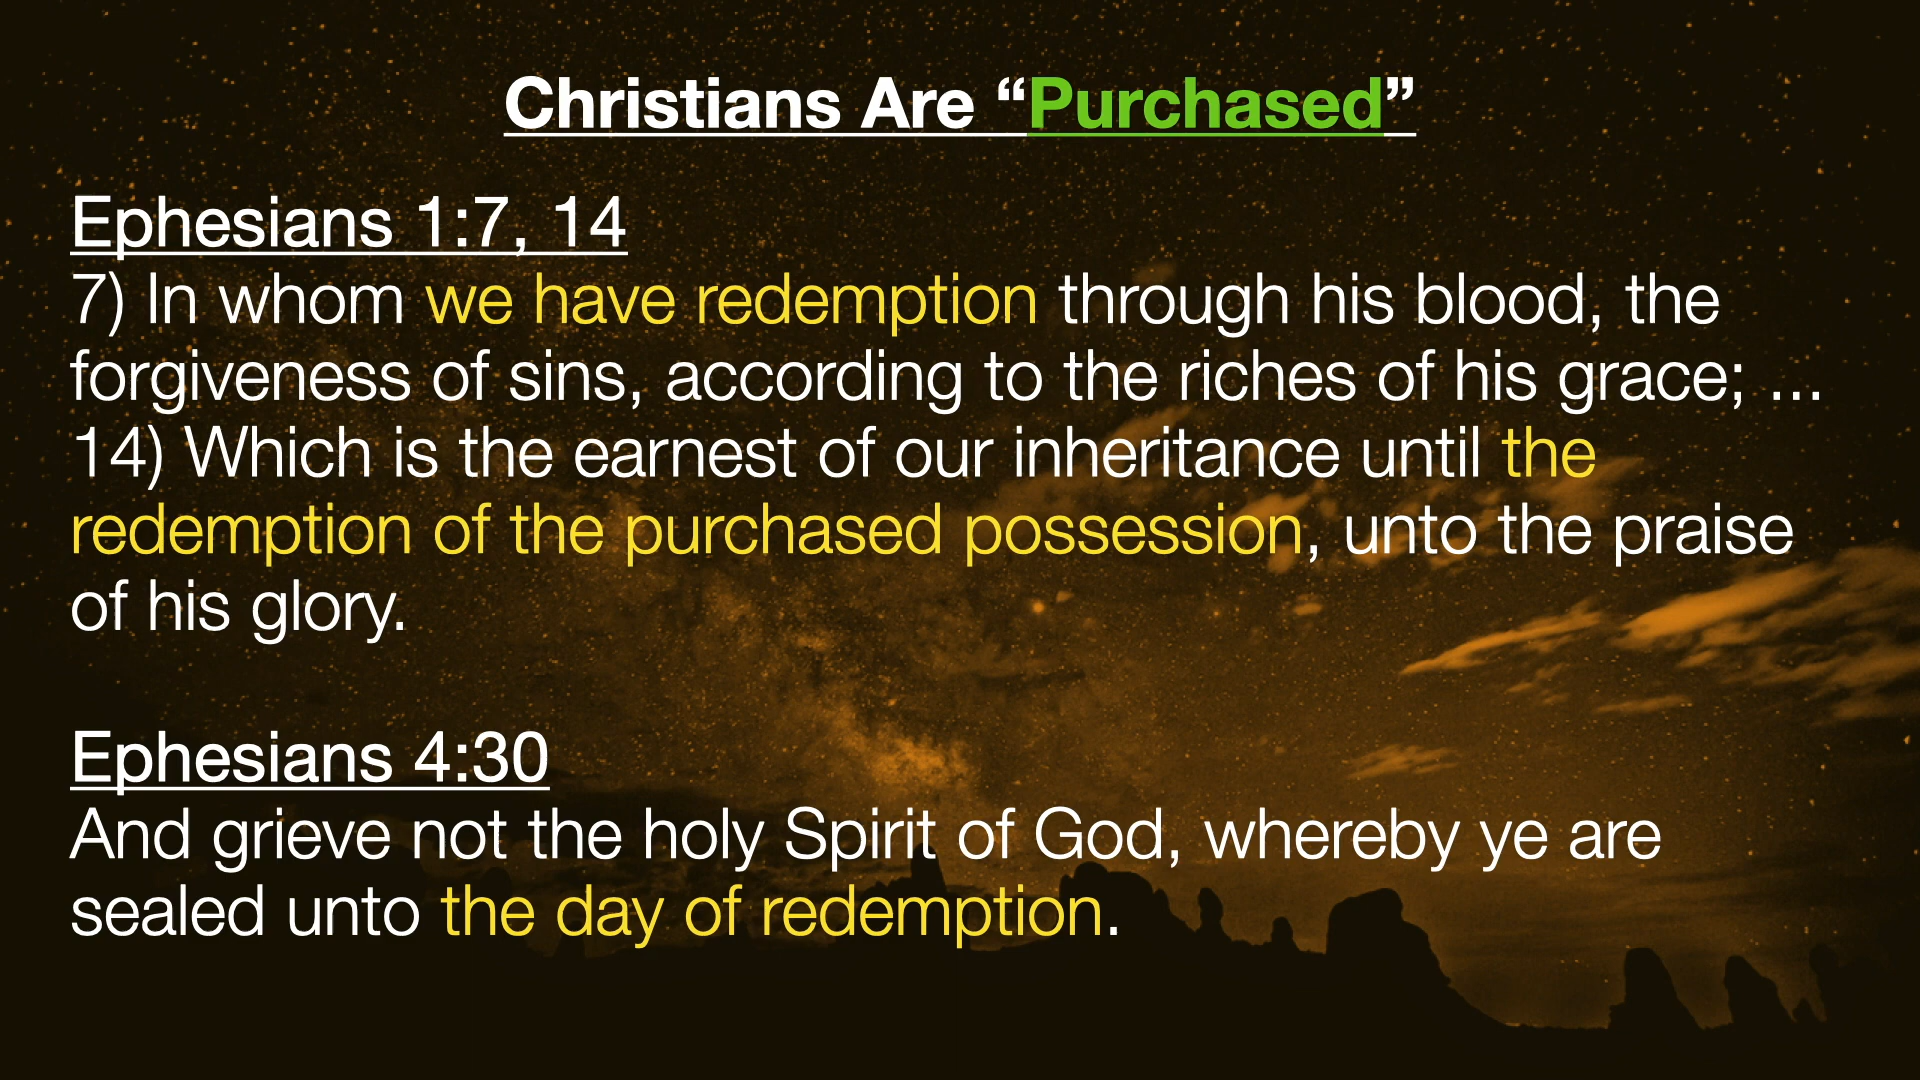 Christians Are “Purchased”
Ephesians 1:7, 14
7) In whom we have redemption through his blood, the
forgiveness of sins, according to the riches of his grace; ...
14) Which is the earnest of our inheritance until the
redemption of the purchased possession, unto the praise
of his glory.
Ephesians 4:30
And grieve not the holy Spirit of God, whereby ye are
sealed unto the day of redemption.